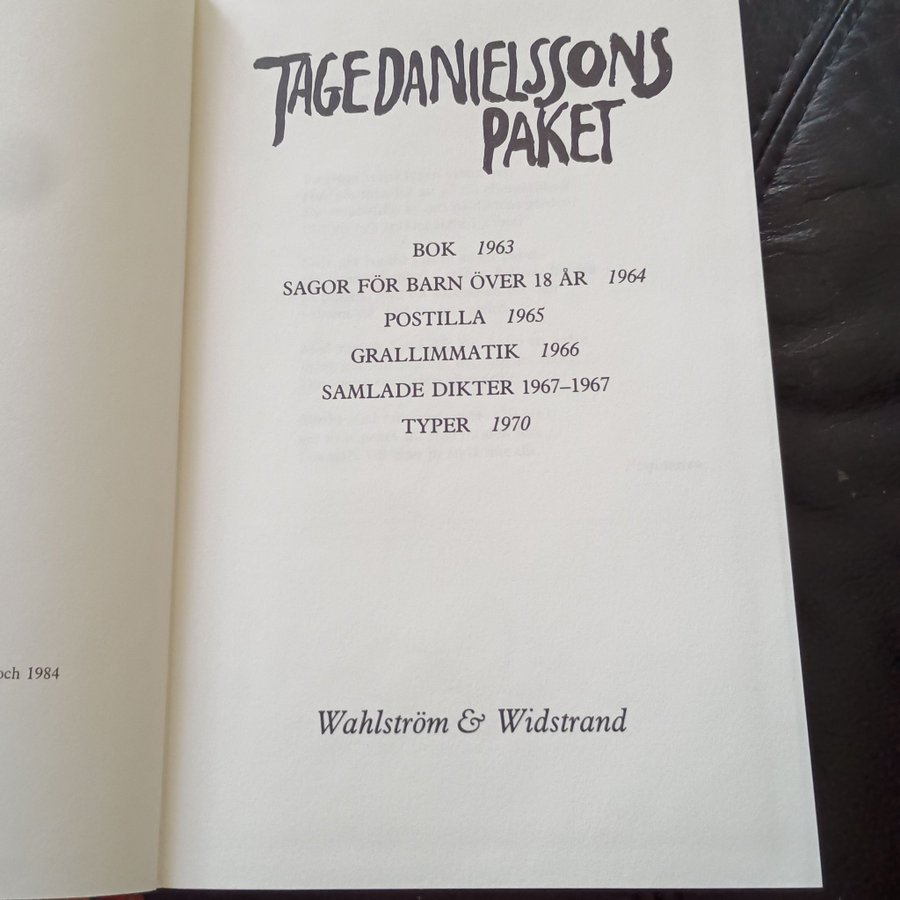 TAGE DANIELSSONS
PAKET
BOK 1963
SAGOR FÖR BARN ÖVER 18 ÅR 1964
POSTILLA 1965
GRALLIMMATIK 1966
SAMLADE DIKTER 1967–1967
TYPER 1970
och 1984
Wahlström & Widstrand